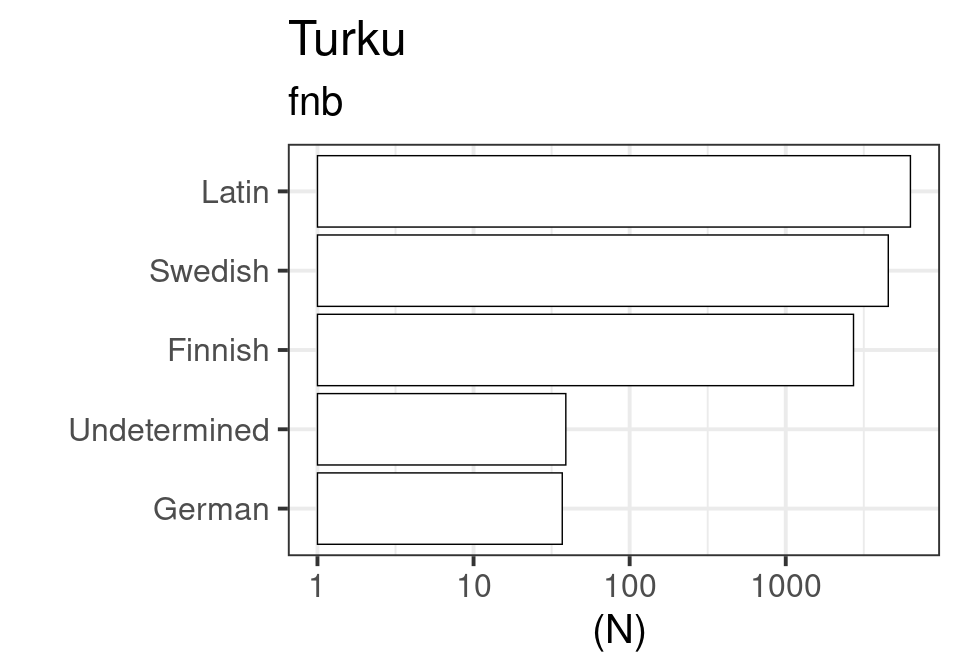 Turku
fnb
Latin
Swedish
Finnish
Undetermined
German
1 10 100 1000
(N)